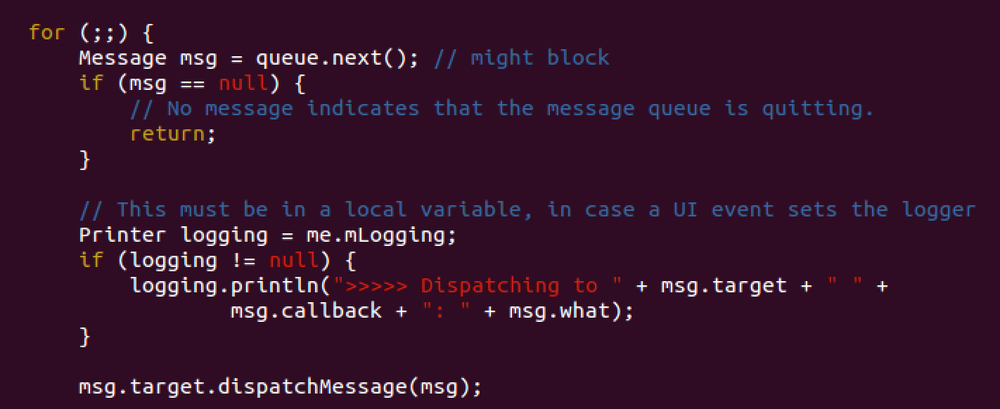 for (;;) {
    Message msg = queue.next(); // might block
    if (msg == null) {
        // No message indicates that the message queue is quitting.
        return;
    }

    // This must be in a local variable, in case a UI event sets the logger
    Printer logging = me.mLogging;
    if (logging != null) {
        logging.println(">>>>> Dispatching to " + msg.target + " " +
                msg.callback + ": " + msg.what);
    }

    msg.target.dispatchMessage(msg);